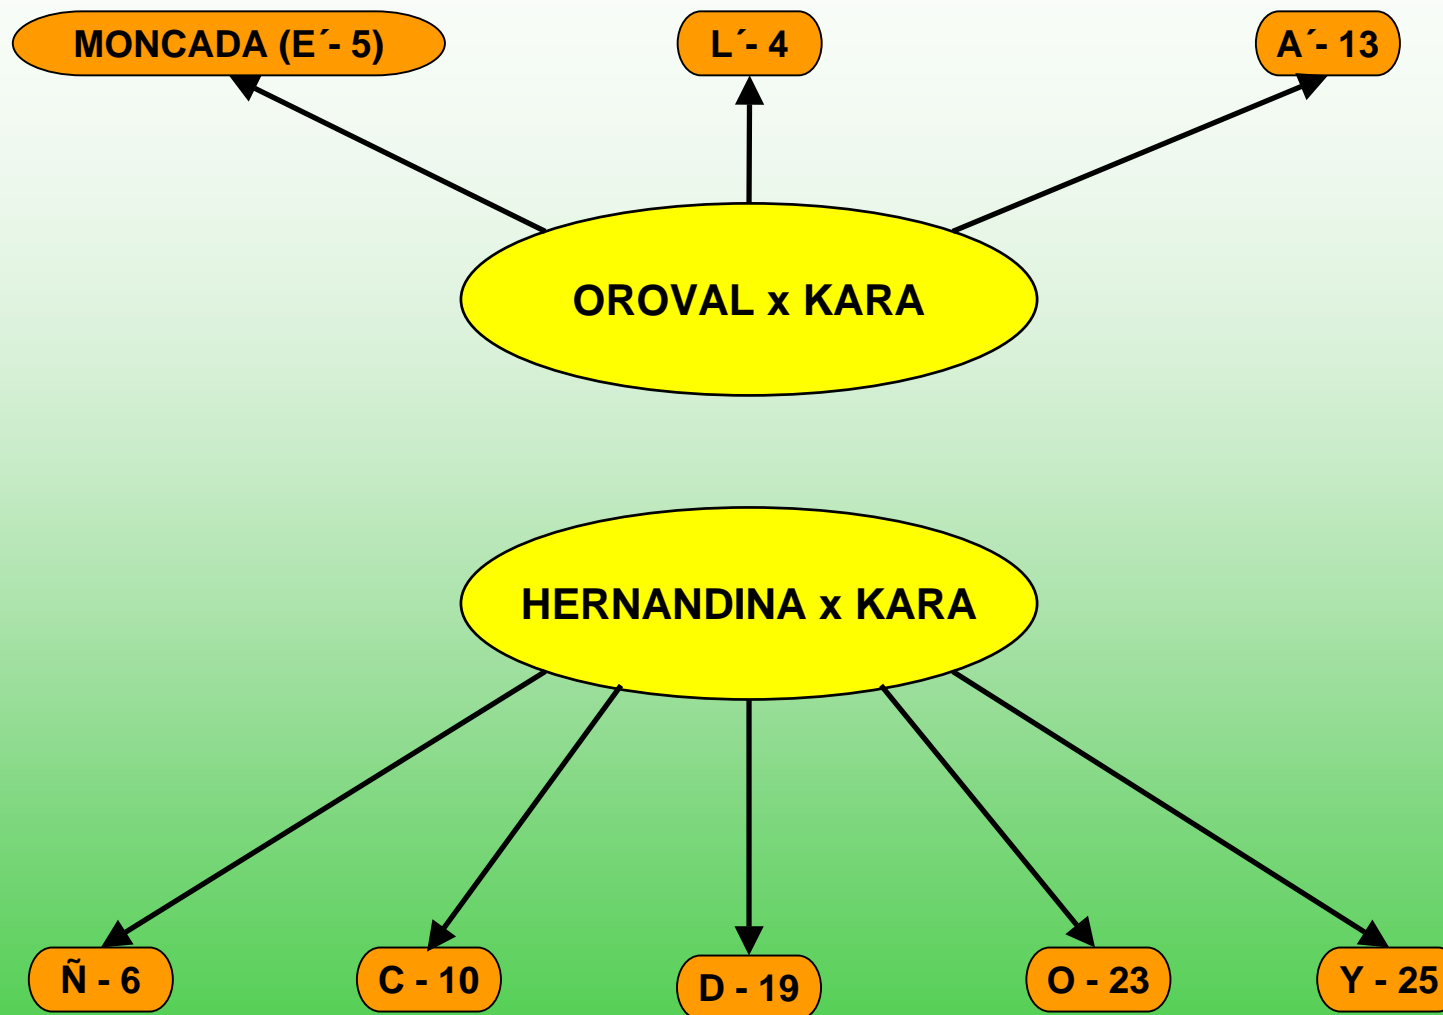 MONCADA (E´- 5)
L´- 4
A´- 13
OROVAL x KARA
HERNANDINA x KARA
Ñ - 6
C - 10
D - 19
O - 23
Y - 25